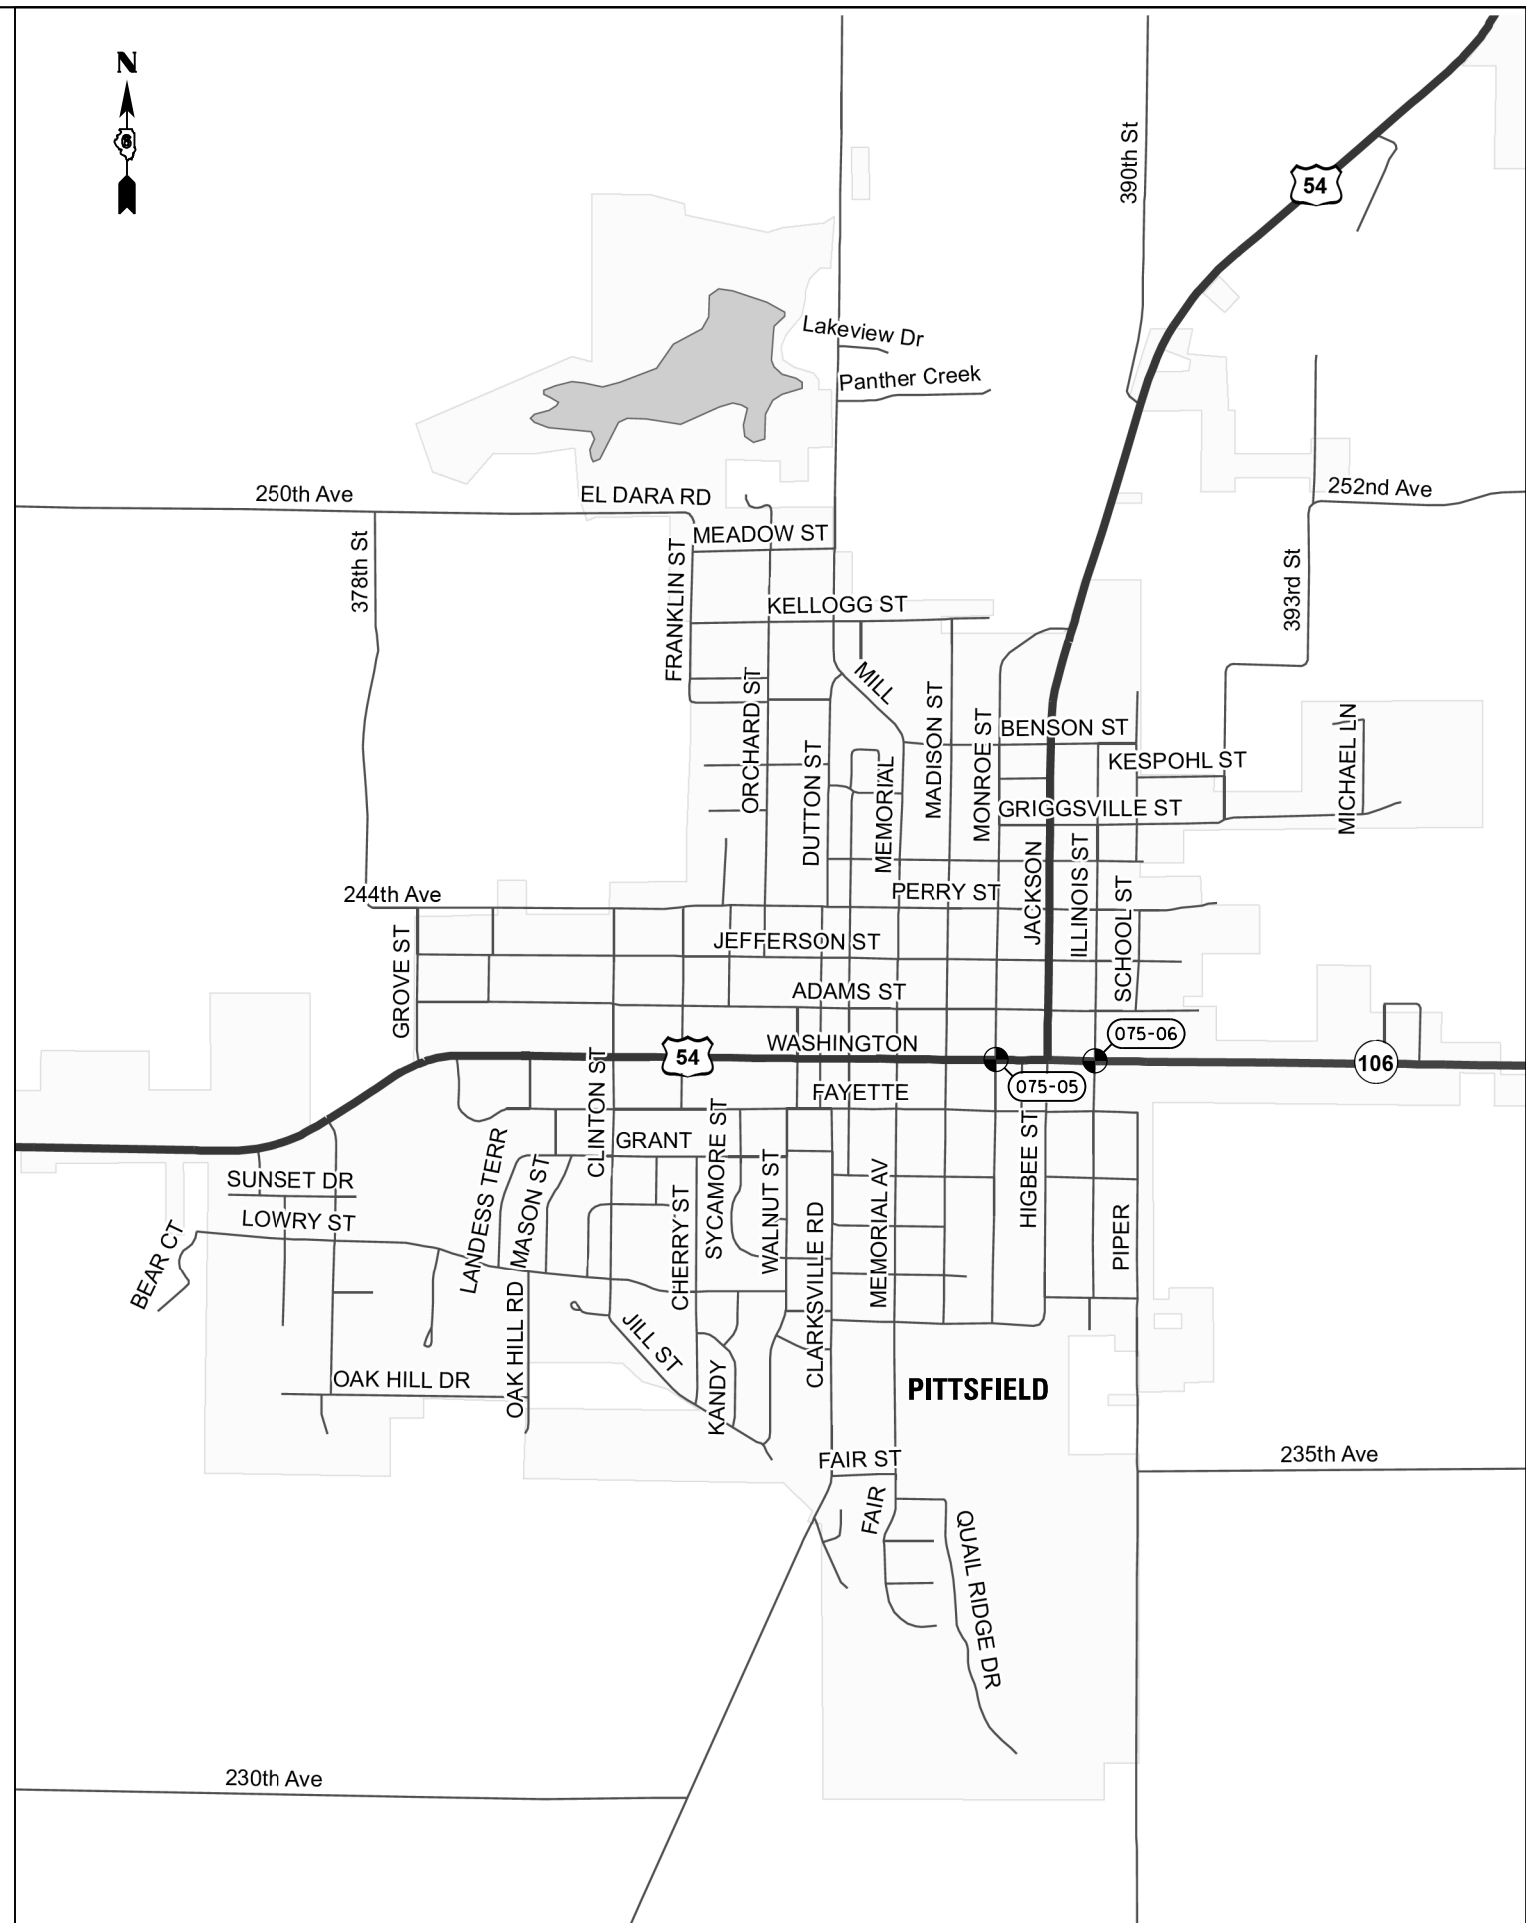 N
6
390th St
54
Lakeview Dr
Panther Creek
250th Ave
EL DARA RD
252nd Ave
MEADOW ST
378th St
FRANKLIN ST
393rd St
KELLOGG ST
MILL
ORCHARD ST
MADISON ST
MONROE ST
BENSON ST
MICHAEL LN
KESPOHL ST
DUTTON ST
MEMORIAL
GRIGGSVILLE ST
JACKSON
ILLINOIS ST
244th Ave
PERRY ST
SCHOOL ST
GROVE ST
JEFFERSON ST
ADAMS ST
075-06
WASHINGTON
54
106
075-05
FAYETTE
CLINTON ST
GRANT
SYCAMORE ST
HIGBEE ST
LANDESS TERR
MASON ST
WALNUT ST
SUNSET DR
MEMORIAL AV
LOWRY ST
CHERRY ST
CLARKSVILLE RD
PIPER
BEAR CT
OAK HILL RD
JILL ST
KANDY
OAK HILL DR
PITTSFIELD
FAIR ST
235th Ave
FAIR
QUAIL RIDGE DR
230th Ave